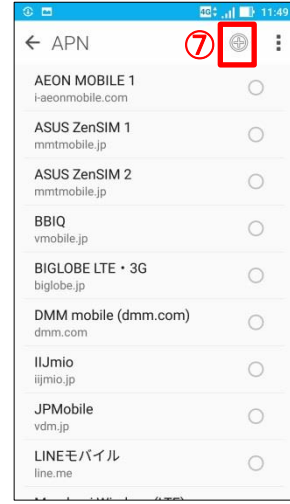 4G 11:49
← APN ⑦
AEON MOBILE 1
i-aeonmobile.com
ASUS ZenSIM 1
mmtmobile.jp
ASUS ZenSIM 2
mmtmobile.jp
BBIQ
vmobile.jp
BIGLOBE LTE・3G
biglobe.jp
DMM mobile (dmm.com)
dmm.com
IIJmio
iijmio.jp
JPMobile
vdm.jp
LINEモバイル
line.me